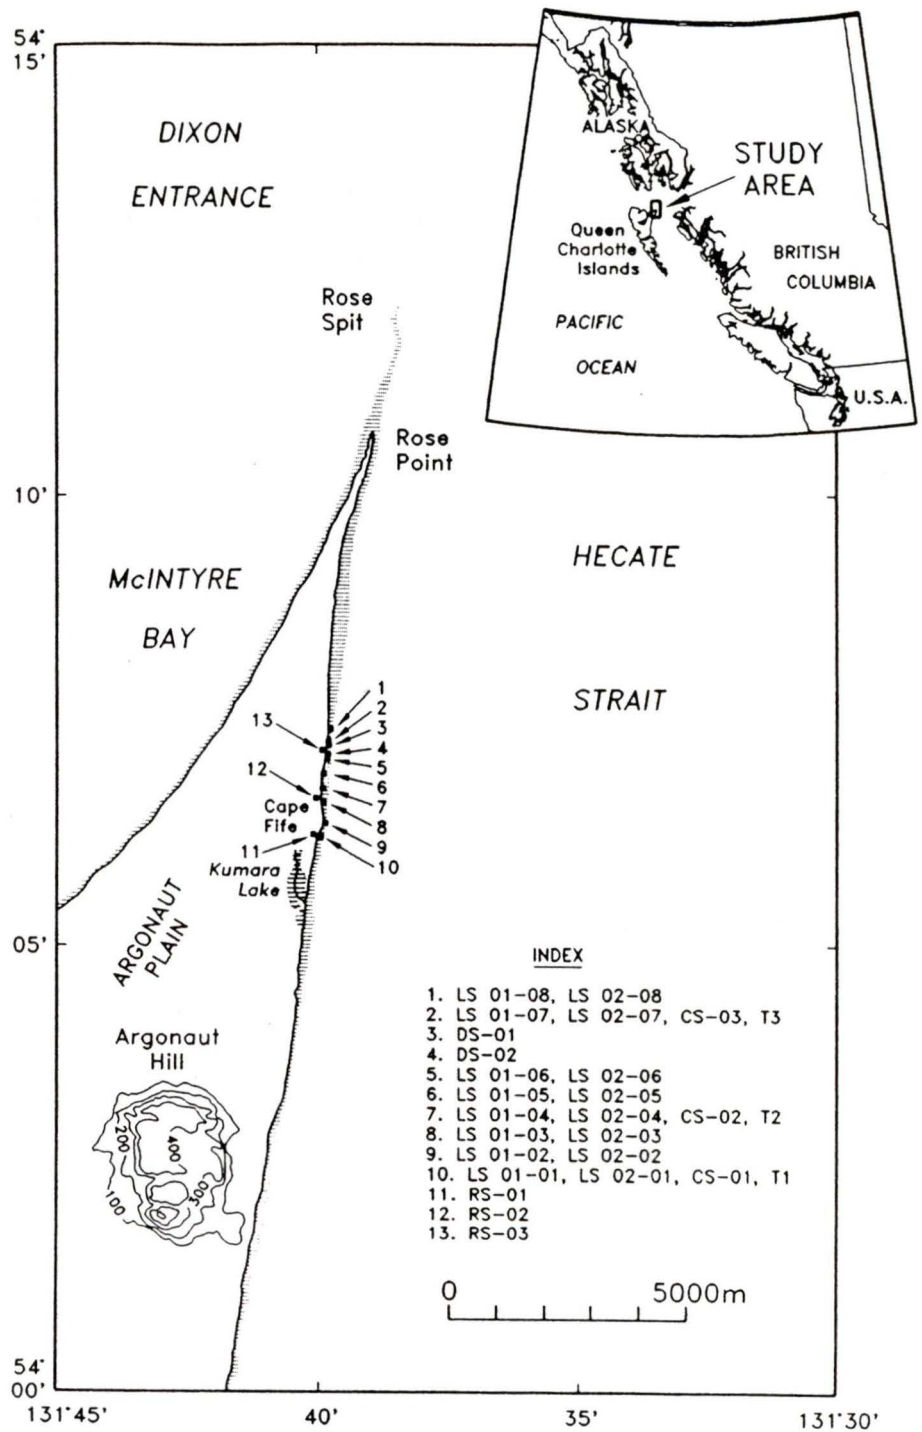 54°
15'
DIXON
ENTRANCE
ALASKA
STUDY
AREA
Queen
Charlotte
Islands
BRITISH
COLUMBIA
PACIFIC
OCEAN
U.S.A.
Rose
Spit
Rose
Point
10'
McINTYRE
BAY
HECATE
STRAIT
1
2
3
4
5
6
7
8
9
10
13
12
11
Cape
Fife
Kumara
Lake
ARGONAUT
PLAIN
05'
Argonaut
Hill
200
400
300
100
INDEX
1. LS 01-08, LS 02-08
2. LS 01-07, LS 02-07, CS-03, T3
3. DS-01
4. DS-02
5. LS 01-06, LS 02-06
6. LS 01-05, LS 02-05
7. LS 01-04, LS 02-04, CS-02, T2
8. LS 01-03, LS 02-03
9. LS 01-02, LS 02-02
10. LS 01-01, LS 02-01, CS-01, T1
11. RS-01
12. RS-02
13. RS-03
0 5000m
54°
00'
131°45' 40' 35' 131°30'